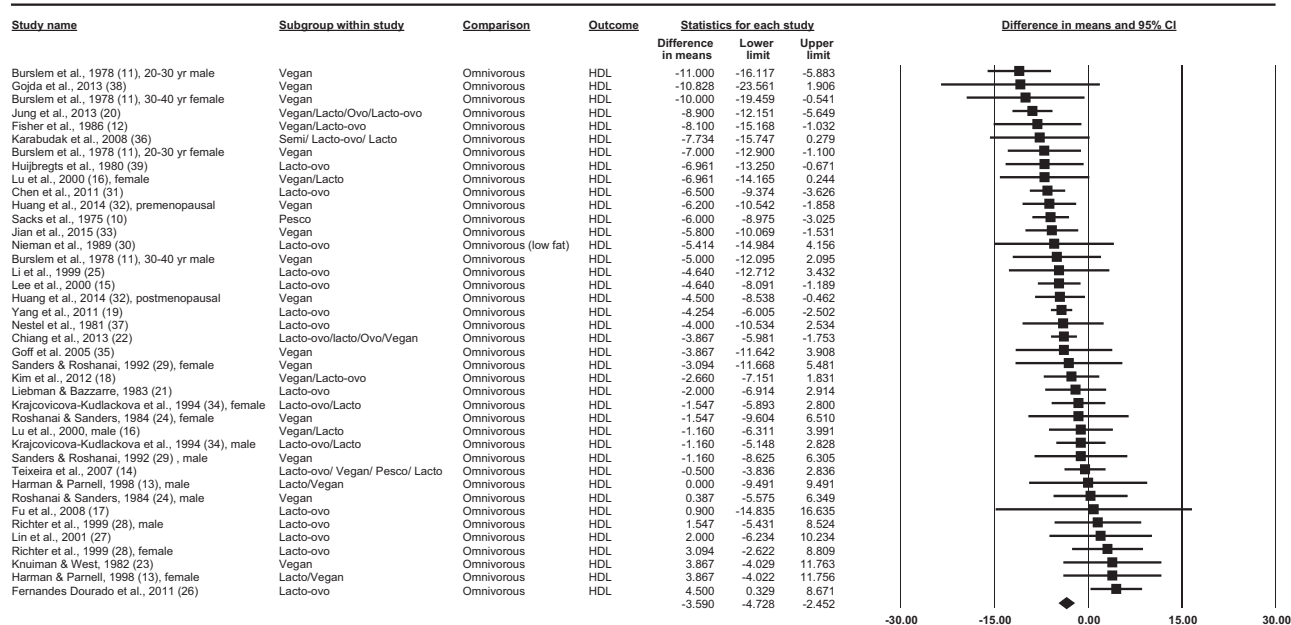 Study name Subgroup within study Comparison Outcome Statistics for each study Difference in means and 95% CI
Difference in means Lower limit Upper limit
Burslem et al., 1978 (11), 20-30 yr male Vegan Omnivorous HDL -11.000 -16.117 -5.883
Gojda et al., 2013 (38) Vegan Omnivorous HDL -10.828 -23.561 1.906
Burslem et al., 1978 (11), 30-40 yr female Vegan Omnivorous HDL -10.000 -19.459 -0.541
Jung et al., 2013 (20) Vegan/Lacto/Ovo/Lacto-ovo Omnivorous HDL -8.900 -12.151 -5.649
Fisher et al., 1986 (12) Vegan/Lacto-ovo Omnivorous HDL -8.100 -15.168 -1.032
Karabudak et al., 2008 (36) Semi/ Lacto-ovo/ Lacto Omnivorous HDL -7.734 -15.747 0.279
Burslem et al., 1978 (11), 20-30 yr female Vegan Omnivorous HDL -7.000 -12.900 -1.100
Huijbregts et al., 1980 (39) Lacto-ovo Omnivorous HDL -6.961 -13.250 -0.671
Lu et al., 2000 (16), female Vegan/Lacto Omnivorous HDL -6.961 -14.165 0.244
Chen et al., 2011 (31) Lacto-ovo Omnivorous HDL -6.500 -9.374 -3.626
Huang et al., 2014 (32), premenopausal Vegan Omnivorous HDL -6.200 -10.542 -1.858
Sacks et al., 1975 (10) Pesco Omnivorous HDL -6.000 -8.975 -3.025
Jian et al., 2015 (33) Vegan Omnivorous HDL -5.800 -10.069 -1.531
Nieman et al., 1989 (30) Lacto-ovo Omnivorous (low fat) HDL -5.414 -14.984 4.156
Burslem et al., 1978 (11), 30-40 yr male Vegan Omnivorous HDL -5.000 -12.095 2.095
Li et al., 1999 (25) Lacto-ovo Omnivorous HDL -4.640 -12.712 3.432
Lee et al., 2000 (15) Lacto-ovo Omnivorous HDL -4.640 -8.091 -1.189
Huang et al., 2014 (32), postmenopausal Vegan Omnivorous HDL -4.500 -8.538 -0.462
Yang et al., 2011 (19) Lacto-ovo Omnivorous HDL -4.254 -6.005 -2.502
Nestel et al., 1981 (37) Lacto-ovo Omnivorous HDL -4.000 -10.534 2.534
Chiang et al., 2013 (22) Lacto-ovo/lacto/Ovo/Vegan Omnivorous HDL -3.867 -5.981 -1.753
Goff et al. 2005 (35) Vegan Omnivorous HDL -3.867 -11.642 3.908
Sanders & Roshanai, 1992 (29), female Vegan Omnivorous HDL -3.094 -11.668 5.481
Kim et al., 2012 (18) Vegan/Lacto-ovo Omnivorous HDL -2.660 -7.151 1.831
Liebman & Bazzarre, 1983 (21) Lacto-ovo Omnivorous HDL -2.000 -6.914 2.914
Krajcovicova-Kudlackova et al., 1994 (34), female Lacto-ovo/Lacto Omnivorous HDL -1.547 -5.893 2.800
Roshanai & Sanders, 1984 (24), female Vegan Omnivorous HDL -1.547 -9.604 6.510
Lu et al., 2000, male (16) Vegan/Lacto Omnivorous HDL -1.160 -6.311 3.991
Krajcovicova-Kudlackova et al., 1994 (34), male Lacto-ovo/Lacto Omnivorous HDL -1.160 -5.148 2.828
Sanders & Roshanai, 1992 (29) , male Vegan Omnivorous HDL -1.160 -8.625 6.305
Teixeira et al., 2007 (14) Lacto-ovo/ Vegan/ Pesco/ Lacto Omnivorous HDL -0.500 -3.836 2.836
Harman & Parnell, 1998 (13), male Lacto/Vegan Omnivorous HDL 0.000 -9.491 9.491
Roshanai & Sanders, 1984 (24), male Vegan Omnivorous HDL 0.387 -5.575 6.349
Fu et al., 2008 (17) Lacto-ovo Omnivorous HDL 0.900 -14.835 16.635
Richter et al., 1999 (28), male Lacto-ovo Omnivorous HDL 1.547 -5.431 8.524
Lin et al., 2001 (27) Lacto-ovo Omnivorous HDL 2.000 -6.234 10.234
Richter et al., 1999 (28), female Lacto-ovo Omnivorous HDL 3.094 -2.622 8.809
Knuiman & West, 1982 (23) Vegan Omnivorous HDL 3.867 -4.029 11.763
Harman & Parnell, 1998 (13), female Lacto/Vegan Omnivorous HDL 3.867 -4.022 11.756
Fernandes Dourado et al., 2011 (26) Lacto-ovo Omnivorous HDL 4.500 0.329 8.671
-3.590 -4.728 -2.452
-30.00 -15.00 0.00 15.00 30.00